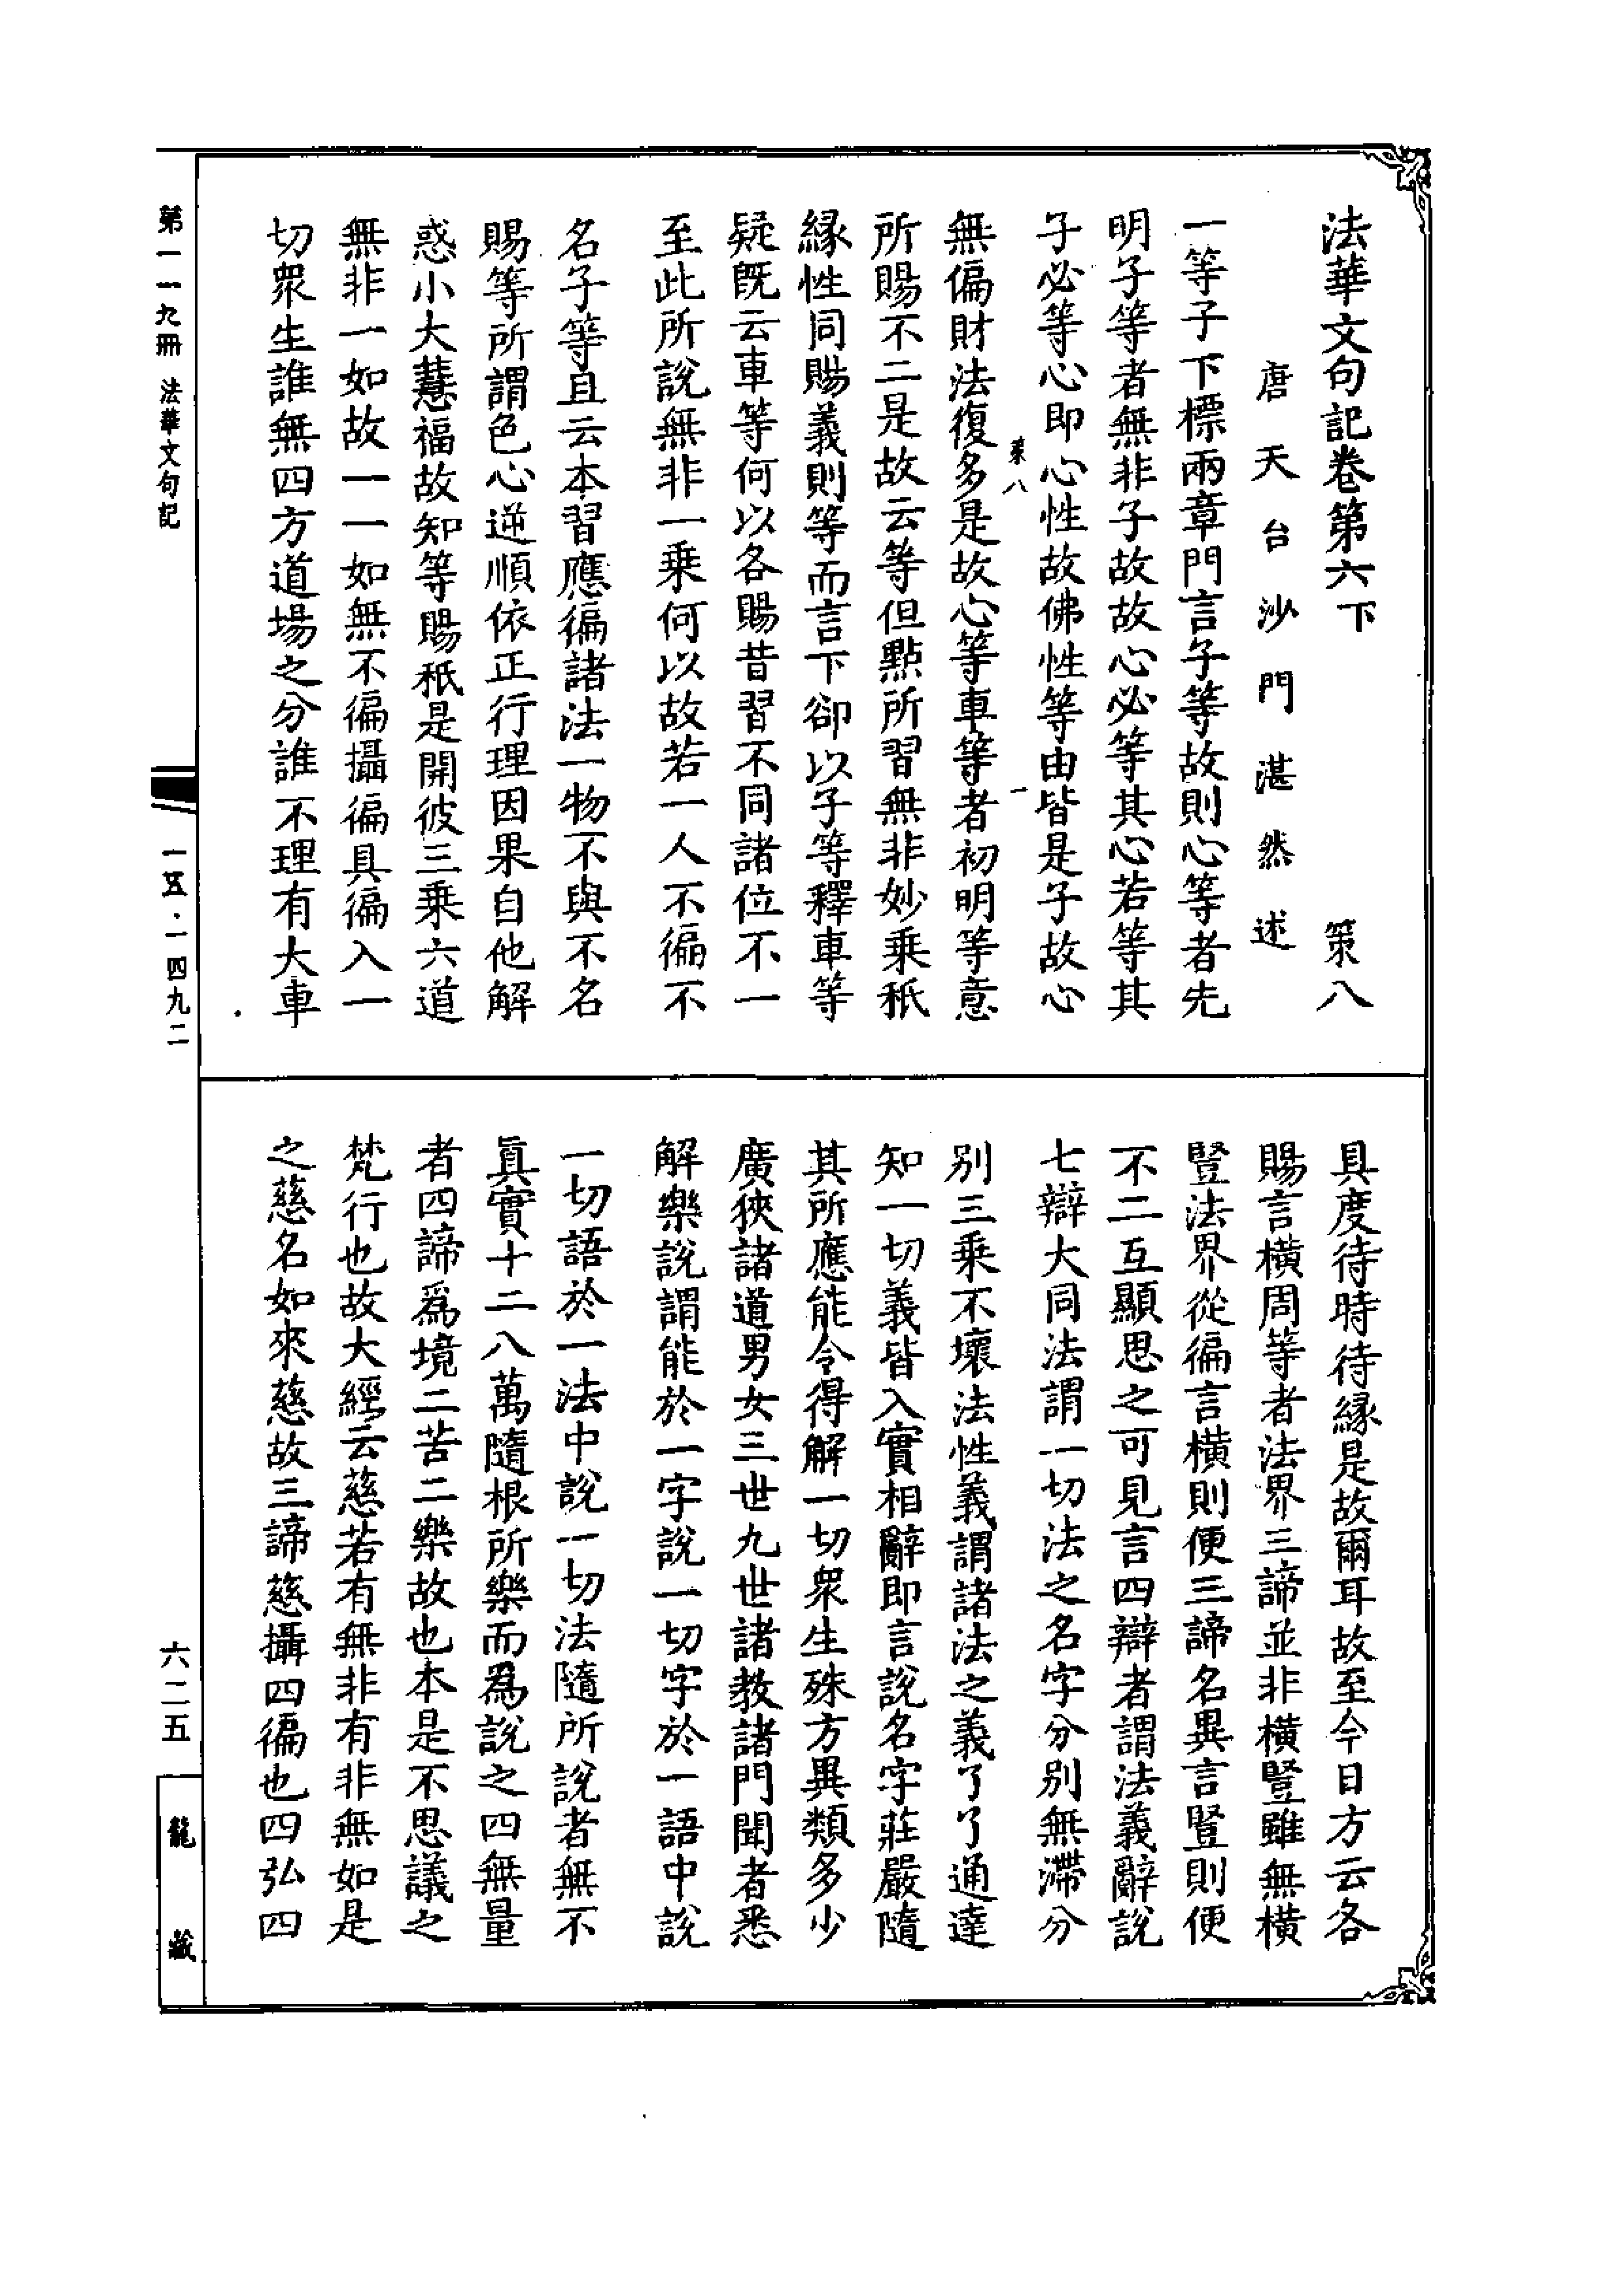 法華文句記卷第六下　策八
唐天台沙門湛然述
一等子下標兩章門言子等故則心等者先
明子等者無非子故故心必等其心若等其
子必等心即心性故佛性等由皆是子故心
策八　一
無偏財法復多是故心等車等者初明等意
所賜不二是故云等但點所習無非妙乘秖
緣性同賜義則等而言下卻以子等釋車等
疑既云車等何以各賜昔習不同諸位不一
至此所說無非一乘何以故若一人不徧不
名子等且云本習應徧諸法一物不與不名
賜等所謂色心逆順依正行理因果自他解
惑小大慧福故知等賜秖是開彼三乘六道
無非一如故一一如無不徧攝徧具徧入一
切眾生誰無四方道場之分誰不理有大車
具度待時待緣是故爾耳故至今日方云各
賜言橫周等者法界三諦並非橫豎雖無橫
豎法界從徧言橫則便三諦名異言豎則便
不二互顯思之可見言四辯者謂法義辭說
七辯大同法謂一切法之名字分別無滯分
別三乘不壞法性義謂諸法之義了了通達
知一切義皆入實相辭即言說名字莊嚴隨
其所應能令得解一切眾生殊方異類多少
廣狹諸道男女三世九世諸教諸門聞者悉
解樂說謂能於一字說一切字於一語中說
一切語於一法中說一切法隨所說者無不
真實十二八萬隨根所樂而為說之四無量
者四諦為境二苦二樂故也本是不思議之
梵行也故大經云慈若有無非有非無如是
之慈名如來慈故三諦慈攝四徧也四弘四
第一一九冊　法華文句記
一五·一四九二
六二五
龍藏